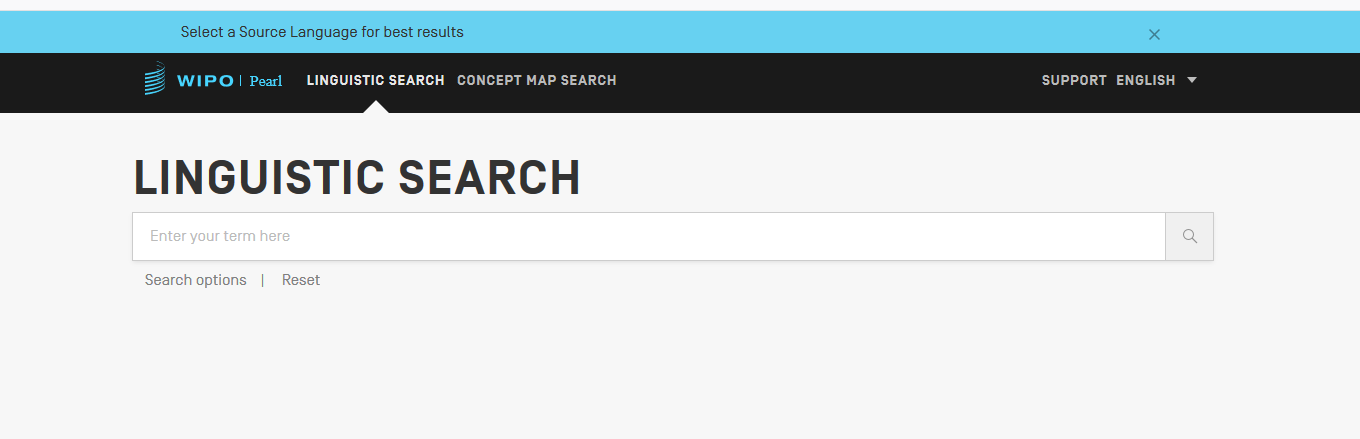 Select a Source Language for best results
WIPO | Pearl LINGUISTIC SEARCH CONCEPT MAP SEARCH SUPPORT ENGLISH
LINGUISTIC SEARCH
Enter your term here
Search options | Reset